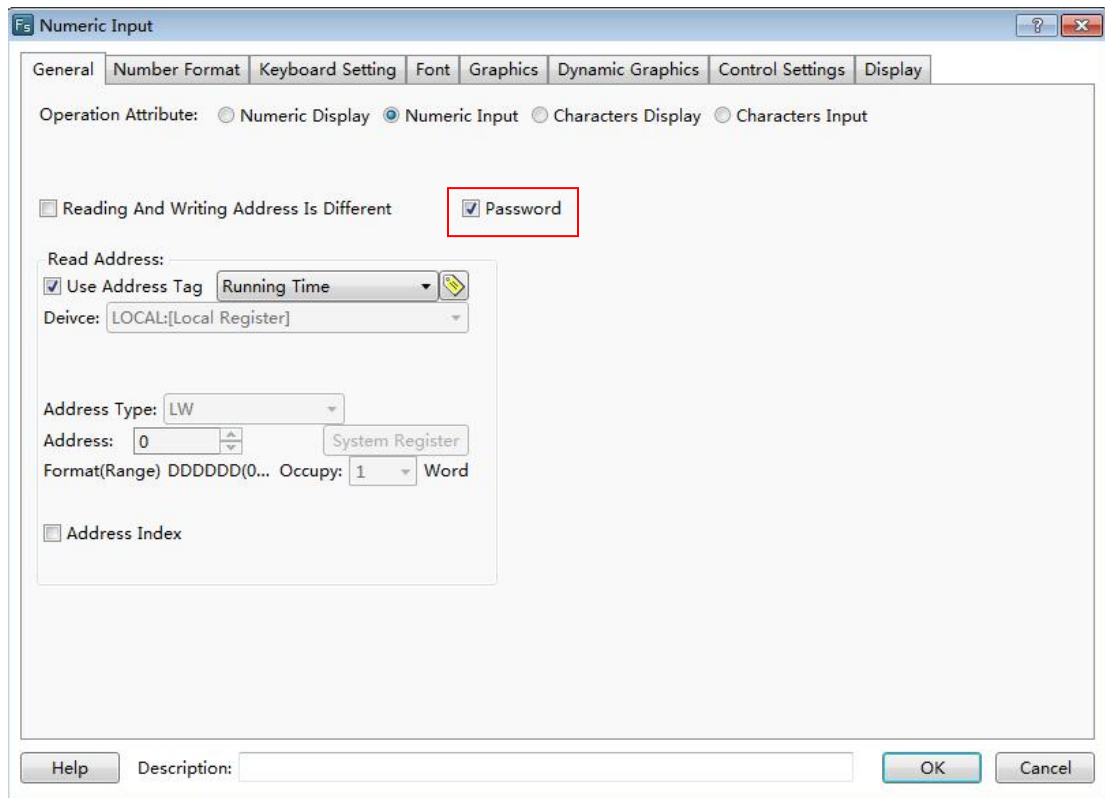 Fs Numeric Input
General Number Format Keyboard Setting Font Graphics Dynamic Graphics Control Settings Display
Operation Attribute: Numeric Display Numeric Input Characters Display Characters Input
Reading And Writing Address Is Different Password
Read Address:
Use Address Tag Running Time
Deivce: LOCAL:[Local Register]
Address Type: LW
Address: 0 System Register
Format(Range) DDDDDD(0... Occupy: 1 Word
Address Index
Help Description: OK Cancel